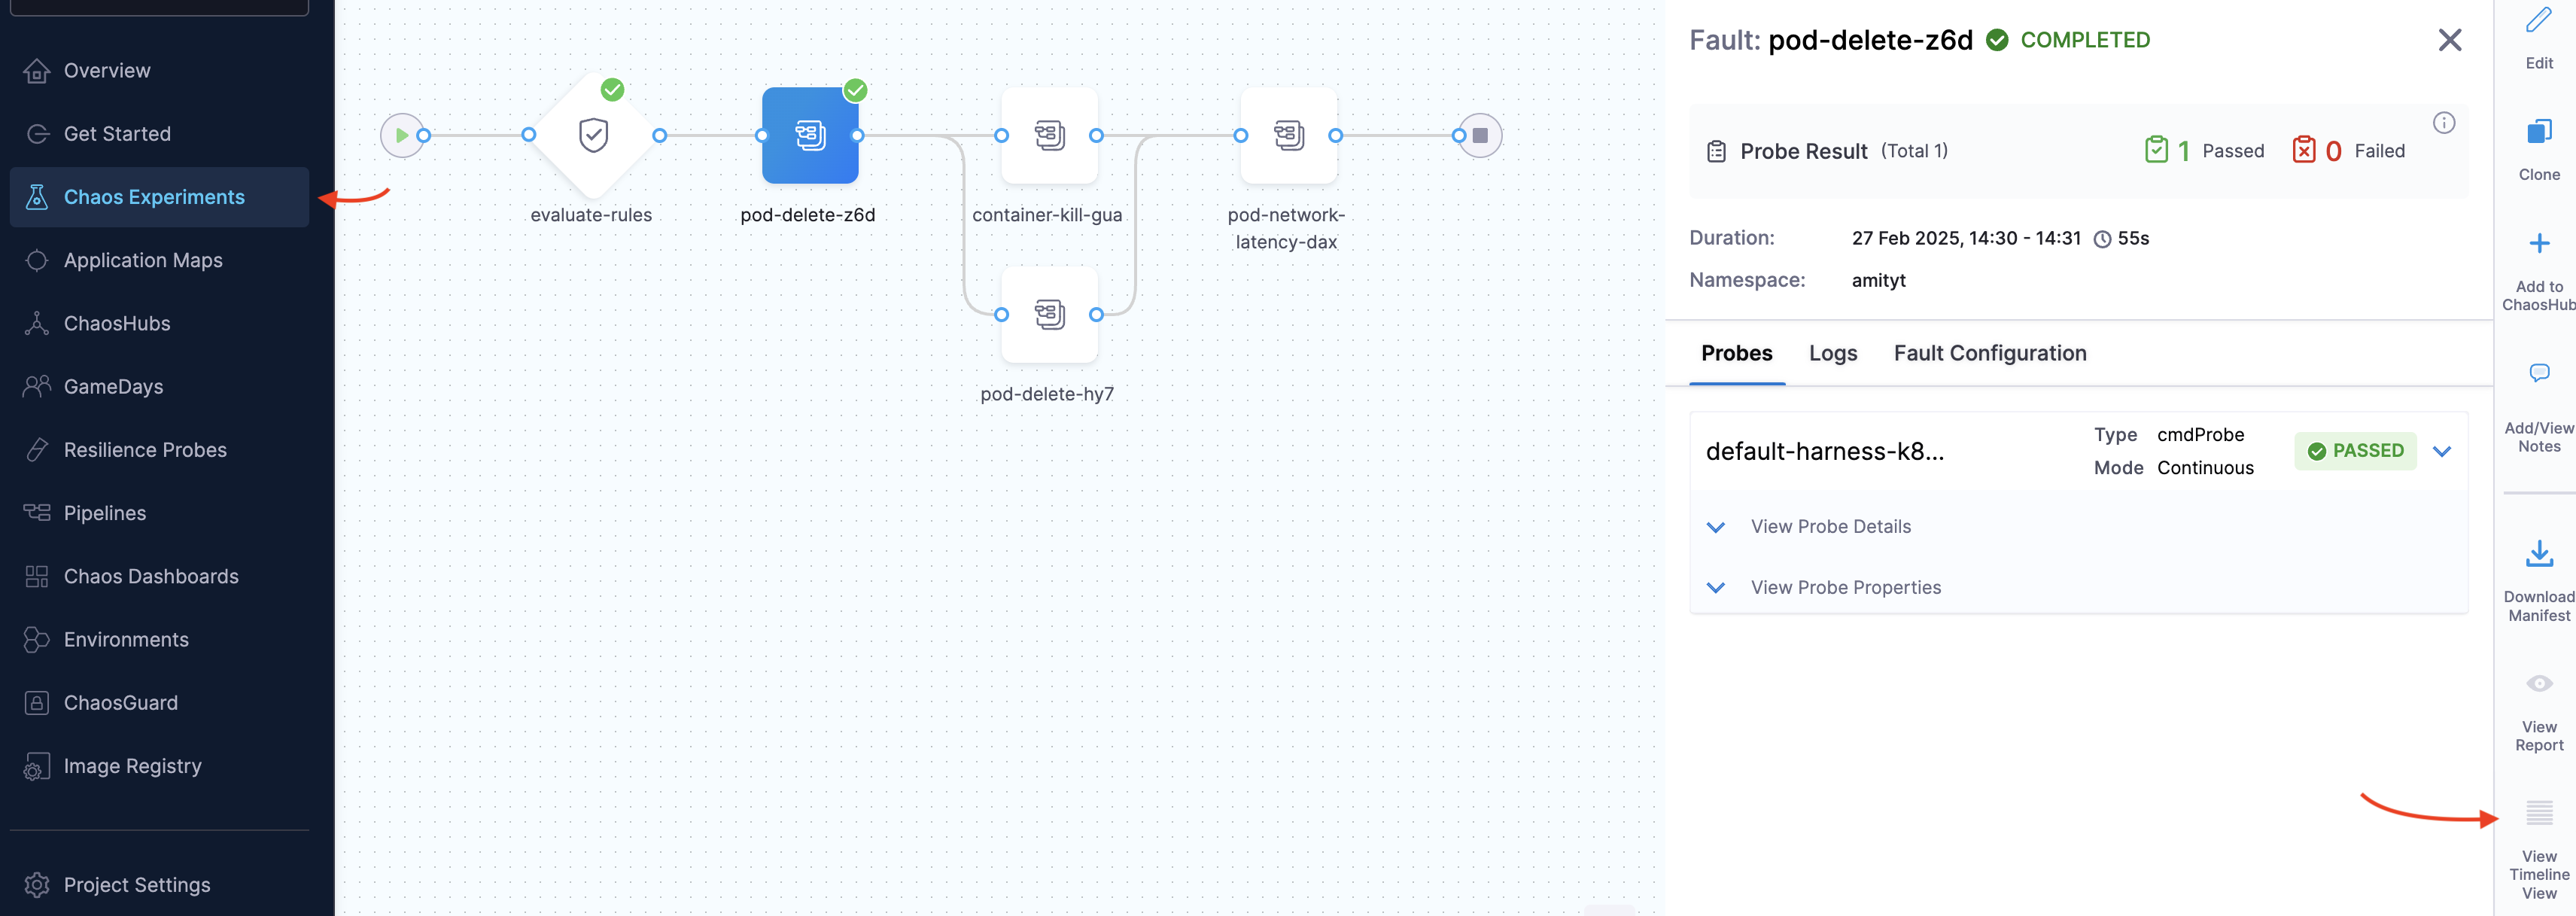 Overview
Get Started
Chaos Experiments
Application Maps
ChaosHubs
GameDays
Resilience Probes
Pipelines
Chaos Dashboards
Environments
ChaosGuard
Image Registry
Project Settings
evaluate-rules
pod-delete-z6d
container-kill-gua
pod-network-
latency-dax
pod-delete-hy7
Fault: pod-delete-z6d COMPLETED
Probe Result (Total 1) 1 Passed 0 Failed
Duration: 27 Feb 2025, 14:30 - 14:31 55s
Namespace: amityt
Probes Logs Fault Configuration
default-harness-k8...
Type cmdProbe
Mode Continuous
PASSED
View Probe Details
View Probe Properties
Edit
Clone
Add to
ChaosHub
Add/View
Notes
Download
Manifest
View
Report
View
Timeline
View